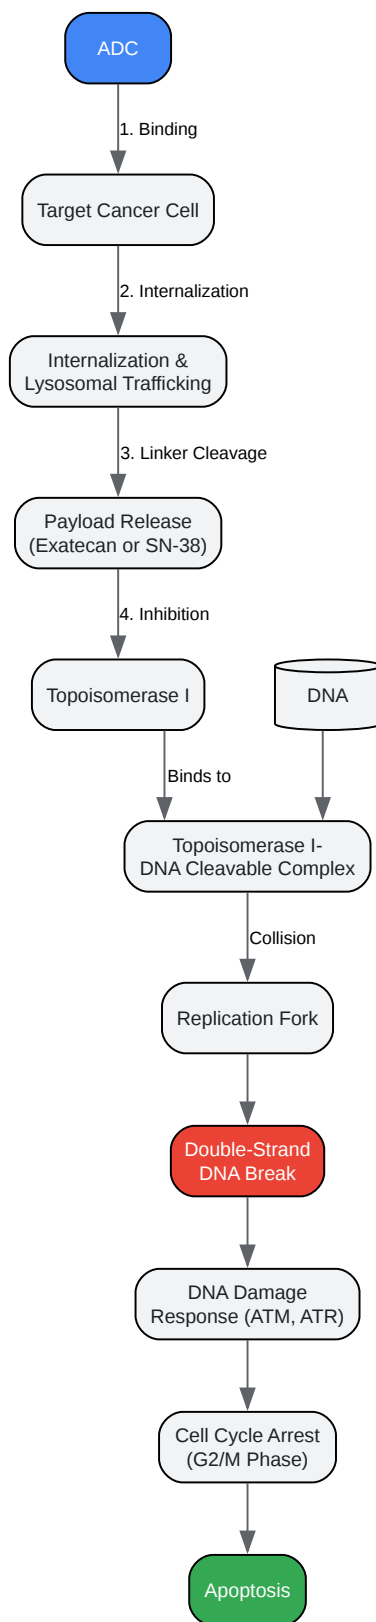 ADC
1. Binding
Target Cancer Cell
2. Internalization
Internalization &
Lysosomal Trafficking
3. Linker Cleavage
Payload Release
(Exatecan or SN-38)
4. Inhibition
Topoisomerase I
DNA
Binds to
Topoisomerase I-
DNA Cleavable Complex
Collision
Replication Fork
Double-Strand
DNA Break
DNA Damage
Response (ATM, ATR)
Cell Cycle Arrest
(G2/M Phase)
Apoptosis